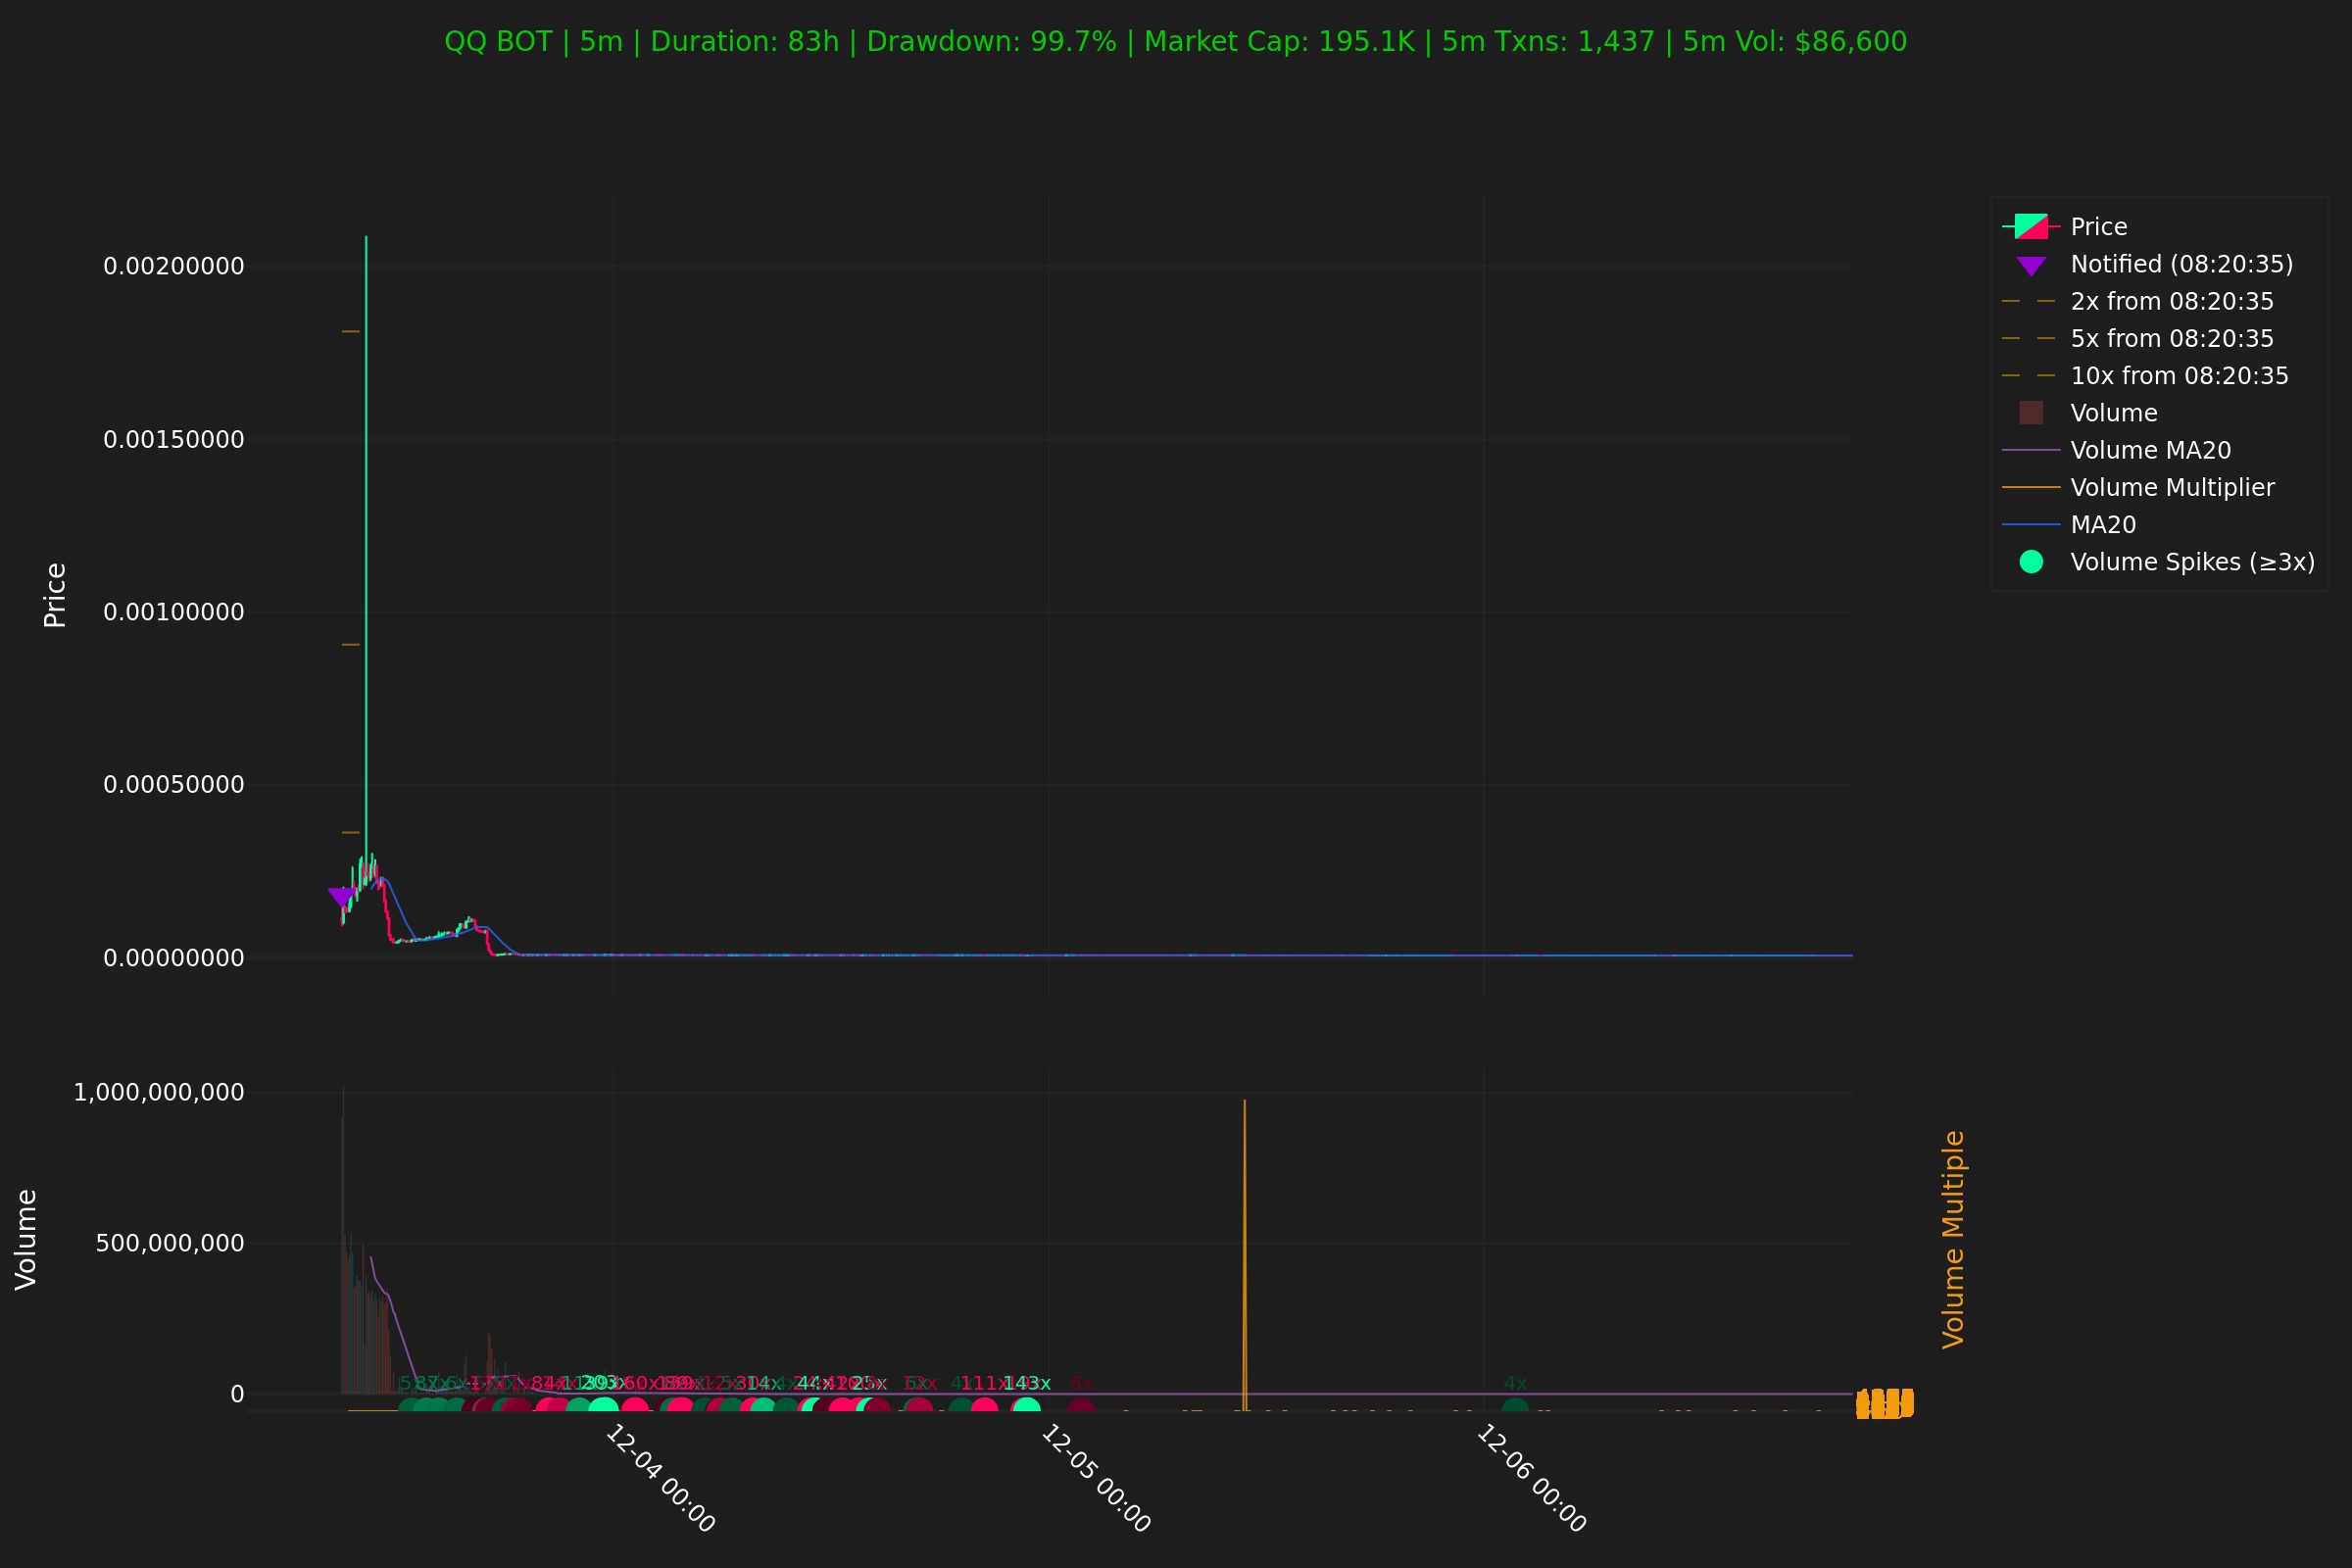 QQ BOT | 5m | Duration: 83h | Drawdown: 99.7% | Market Cap: 195.1K | 5m Txns: 1,437 | 5m Vol: $86,600
Price
0.00200000
0.00150000
0.00100000
0.00050000
0.00000000
Price
Notified (08:20:35)
2x from 08:20:35
5x from 08:20:35
10x from 08:20:35
Volume
Volume MA20
Volume Multiplier
MA20
Volume Spikes (≥3x)
Volume
1,000,000,000
500,000,000
0
111x
143x
6x
4x
Volume Multiple
12-04 00:00
12-05 00:00
12-06 00:00